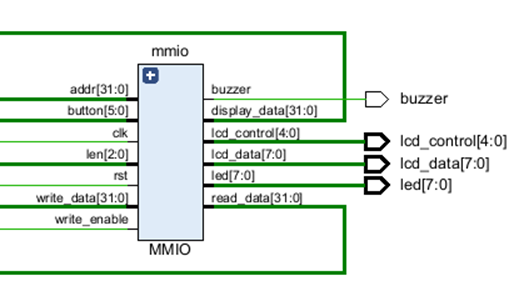 mmio
addr[31:0]
button[5:0]
clk
len[2:0]
rst
write_data[31:0]
write_enable
buzzer
display_data[31:0]
lcd_control[4:0]
lcd_data[7:0]
led[7:0]
read_data[31:0]
MMIO
buzzer
lcd_control[4:0]
lcd_data[7:0]
led[7:0]